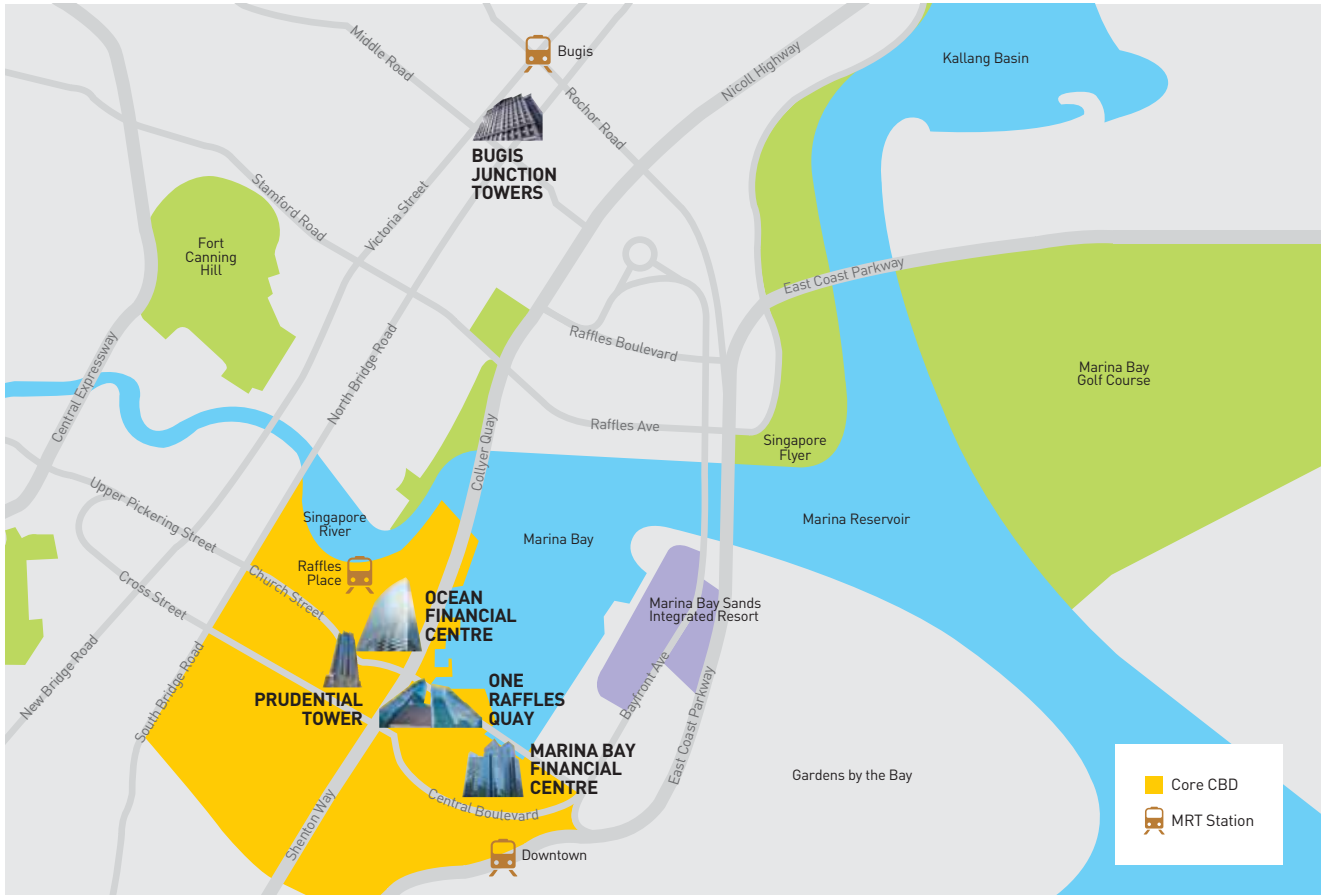 Middle Road
Bugis
Nicoll Highway
Kallang Basin
Rochor Road
BUGIS
JUNCTION
TOWERS
Stamford Road
Victoria Street
Fort
Canning
Hill
East Coast Parkway
Raffles Boulevard
North Bridge Road
Central Expressway
Marina Bay
Golf Course
Raffles Ave
Collyer Quay
Singapore
Flyer
Upper Pickering Street
Singapore
River
Marina Bay
Marina Reservoir
Raffles
Place
Church Street
Cross Street
OCEAN
FINANCIAL
CENTRE
Marina Bay Sands
Integrated Resort
New Bridge Road
South Bridge Road
PRUDENTIAL
TOWER
ONE
RAFFLES
QUAY
Bayfront Ave
East Coast Parkway
MARINA BAY
FINANCIAL
CENTRE
Gardens by the Bay
Central Boulevard
Shenton Way
Downtown
Core CBD
MRT Station